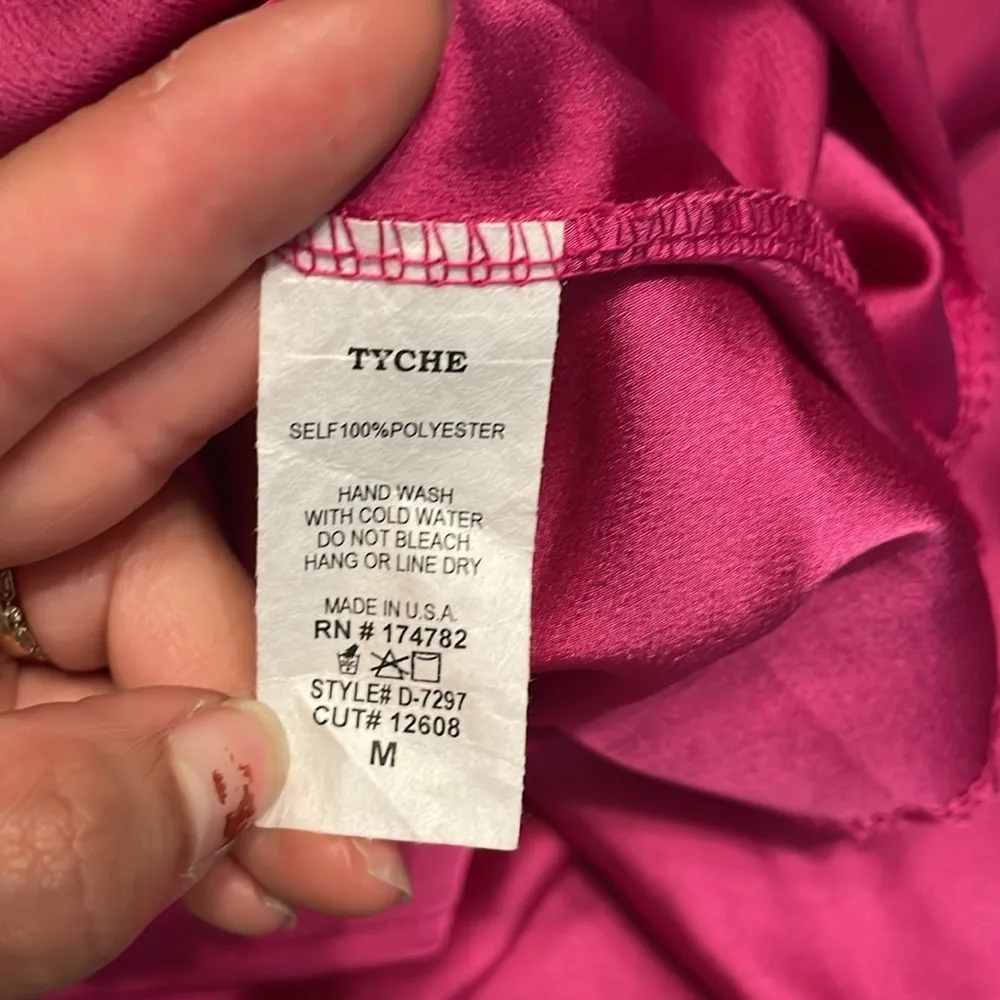 TYCHE
SELF100%POLYESTER
HAND WASH
WITH COLD WATER
DO NOT BLEACH
HANG OR LINE DRY
MADE IN U.S.A.
RN # 174782
STYLE# D-7297
CUT# 12608
M